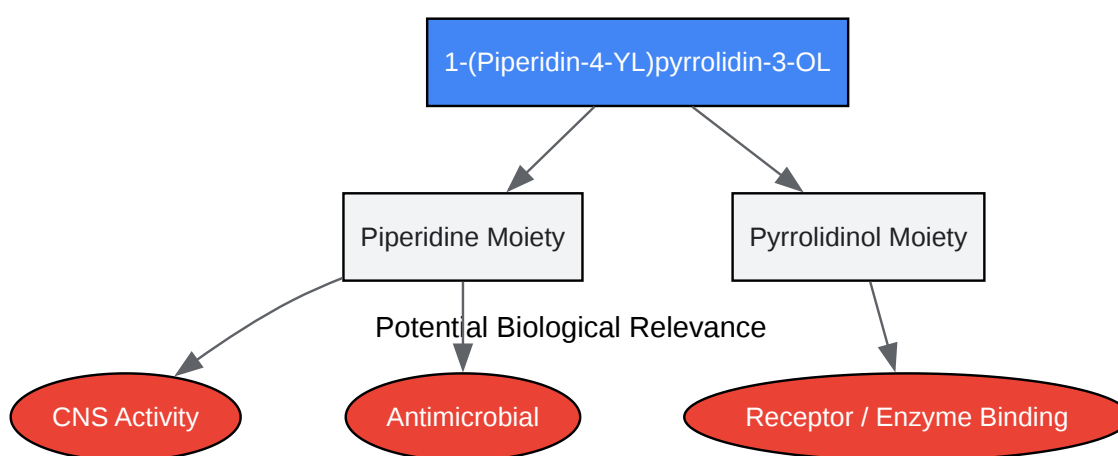 1-(Piperidin-4-YL)pyrrolidin-3-OL
Piperidine Moiety
Pyrrolidinol Moiety
Potential Biological Relevance
CNS Activity
Antimicrobial
Receptor / Enzyme Binding